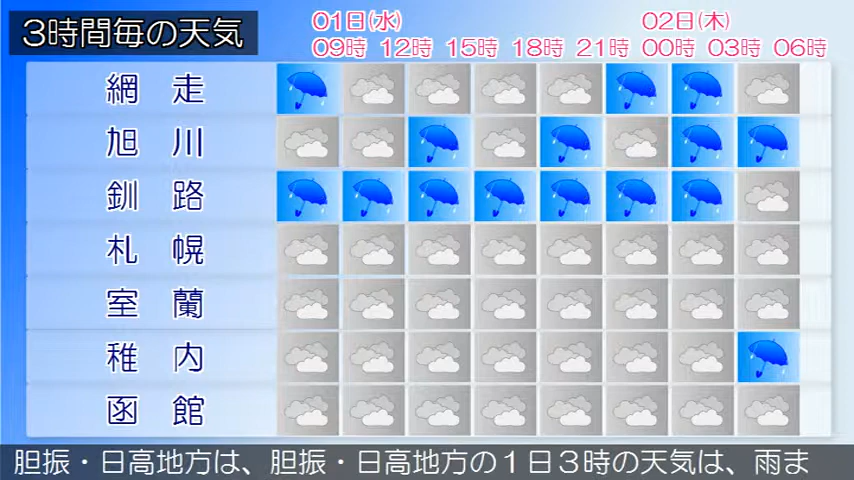 3時間毎の天気
01日(水) 02日(木)
09時 12時 15時 18時 21時 00時 03時 06時
網 走
旭 川
釧 路
札 幌
室 蘭
稚 内
函 館
胆振・日高地方は、胆振・日高地方の1日3時の天気は、雨ま